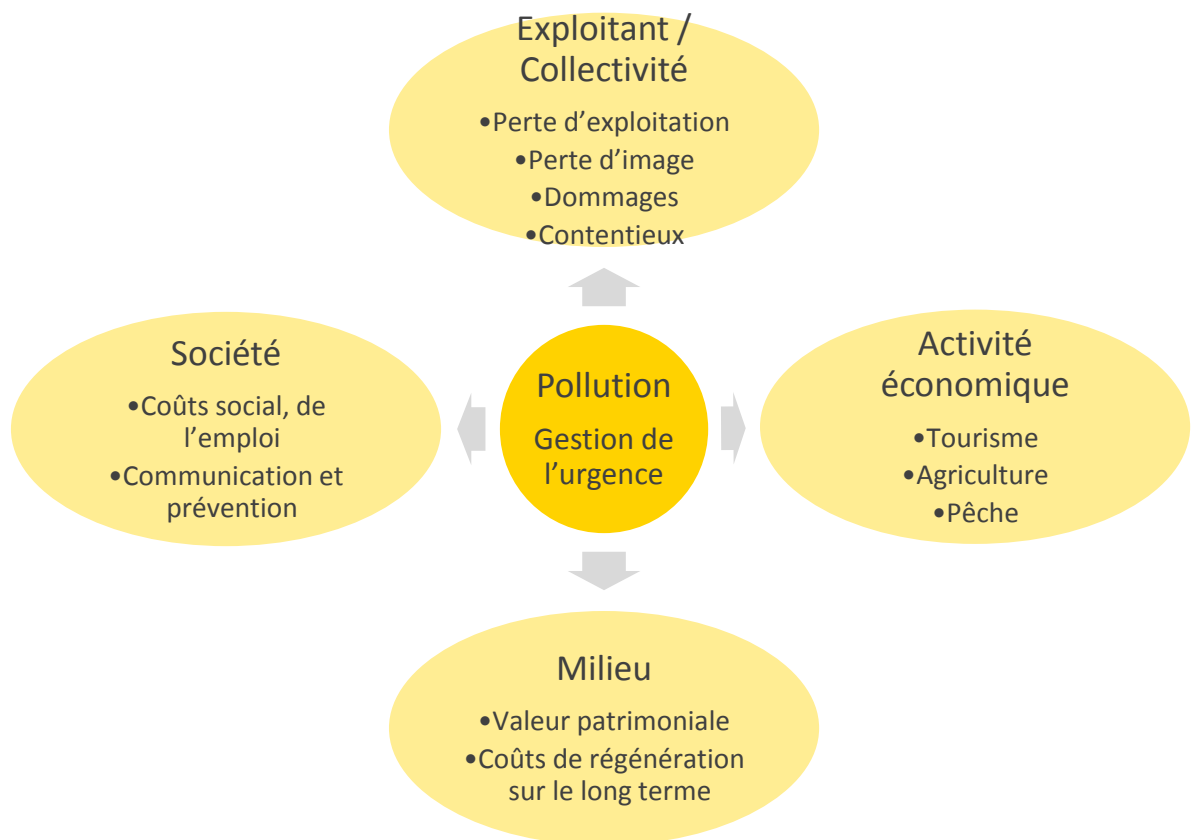 Exploitant /
Collectivité
•Perte d’exploitation
•Perte d’image
•Dommages
•Contentieux
Société
•Coûts social, de
l’emploi
•Communication et
prévention
Pollution
Gestion de
l’urgence
Activité
économique
•Tourisme
•Agriculture
•Pêche
Milieu
•Valeur patrimoniale
•Coûts de régénération
sur le long terme